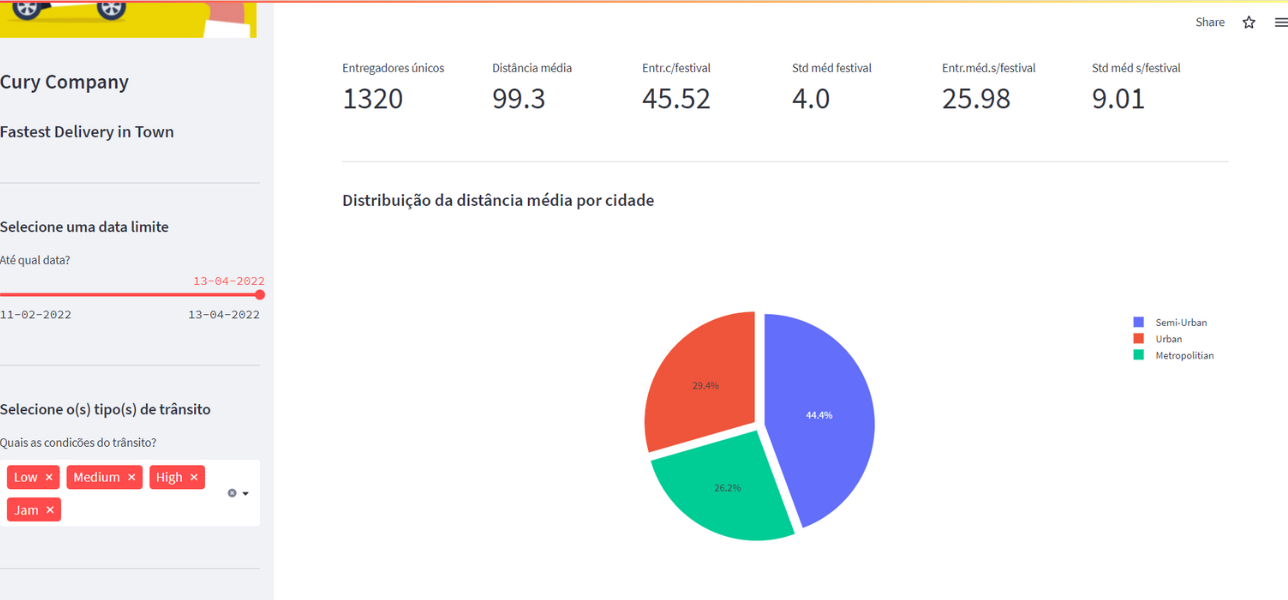 Share
Cury Company
Fastest Delivery in Town
Selecione uma data limite
Até qual data?
13-04-2022
11-02-2022 13-04-2022
Selecione o(s) tipo(s) de trânsito
Quais as condicões do trânsito?
Low × Medium × High ×
Jam ×
Entregadores únicos
1320
Distância média
99.3
Entr.c/festival
45.52
Std méd festival
4.0
Entr.méd.s/festival
25.98
Std méd s/festival
9.01
Distribuição da distância média por cidade
29.4%
44.4%
26.2%
Semi-Urban
Urban
Metropolitian